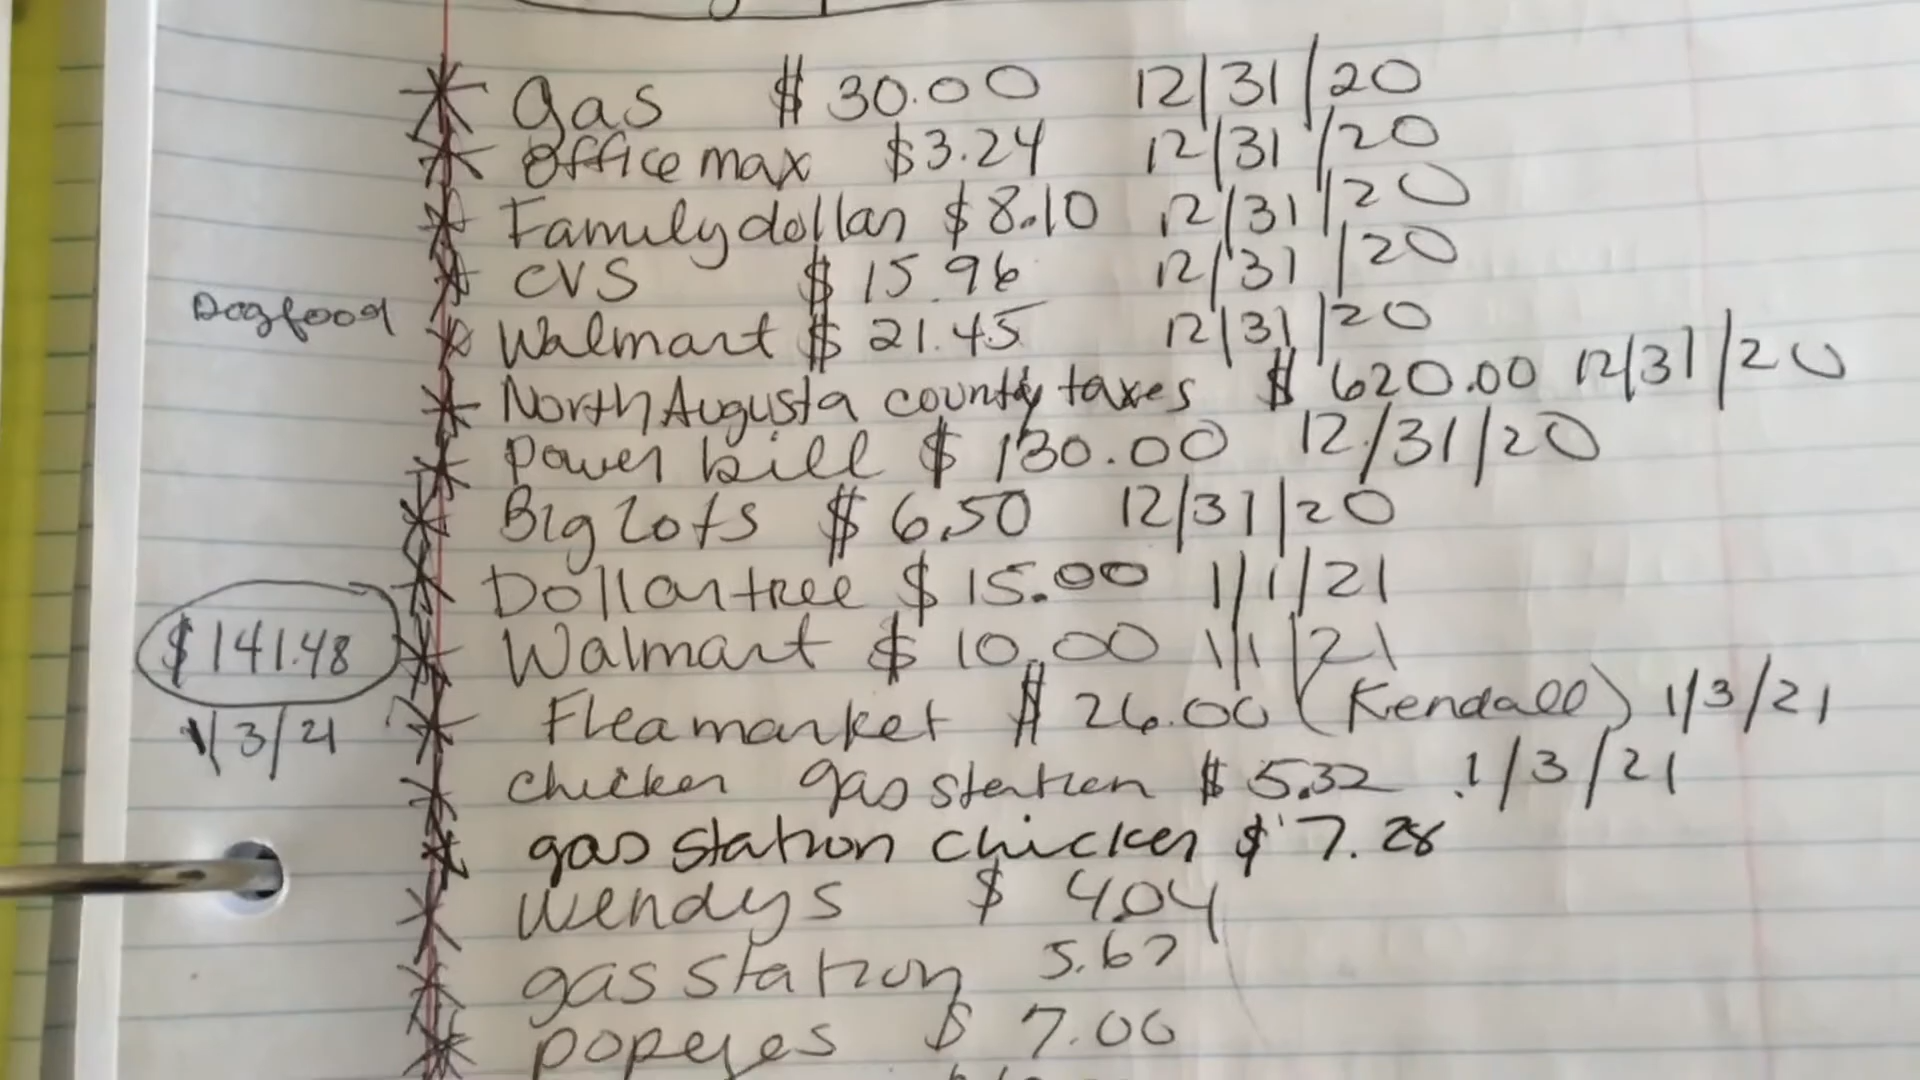 * Gas $ 30.00 12/31/20
* Office max $3.24 12/31/20
* Family dollar $8.10 12/31/20
* CVS $ 15.96 12/31/20
Dogfood * Walmart $ 21.45 12/31/20
* North Augusta county taxes $ 620.00 12/31/20
* Power bill $ 130.00 12/31/20
* Big Lots $ 6.50 12/31/20
* Dollar tree $ 15.00 1/1/21
$141.48 * Walmart $ 10.00 1/1/21
1/3/21 * Flea market $ 26.00 (Kendall) 1/3/21
* chicken gas station $ 5.32 1/3/21
* gas station chicken $ 7.28
* Wendys $ 4.04
* gas station 5.67
* popeyes $ 7.00